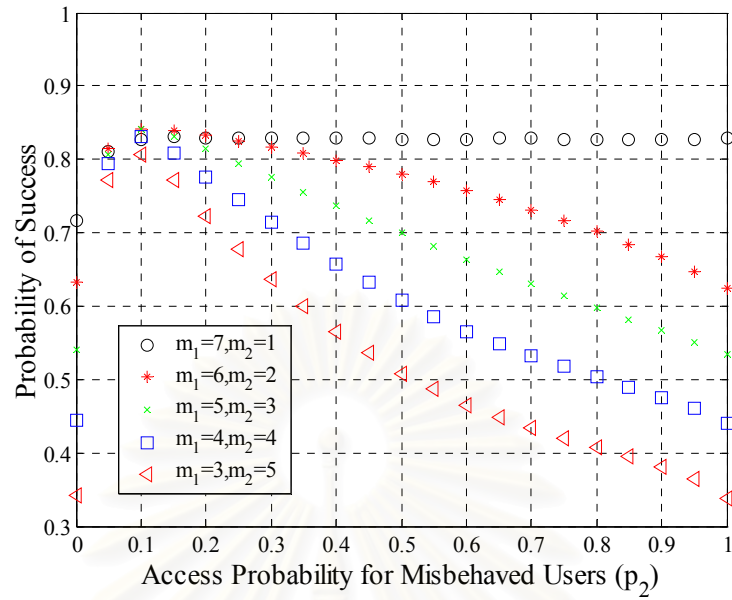 1
0.9
0.8
0.7
0.6
0.5
0.4
0.3
Probability of Success
m1=7,m2=1
m1=6,m2=2
m1=5,m2=3
m1=4,m2=4
m1=3,m2=5
0 0.1 0.2 0.3 0.4 0.5 0.6 0.7 0.8 0.9 1
Access Probability for Misbehaved Users (p2)